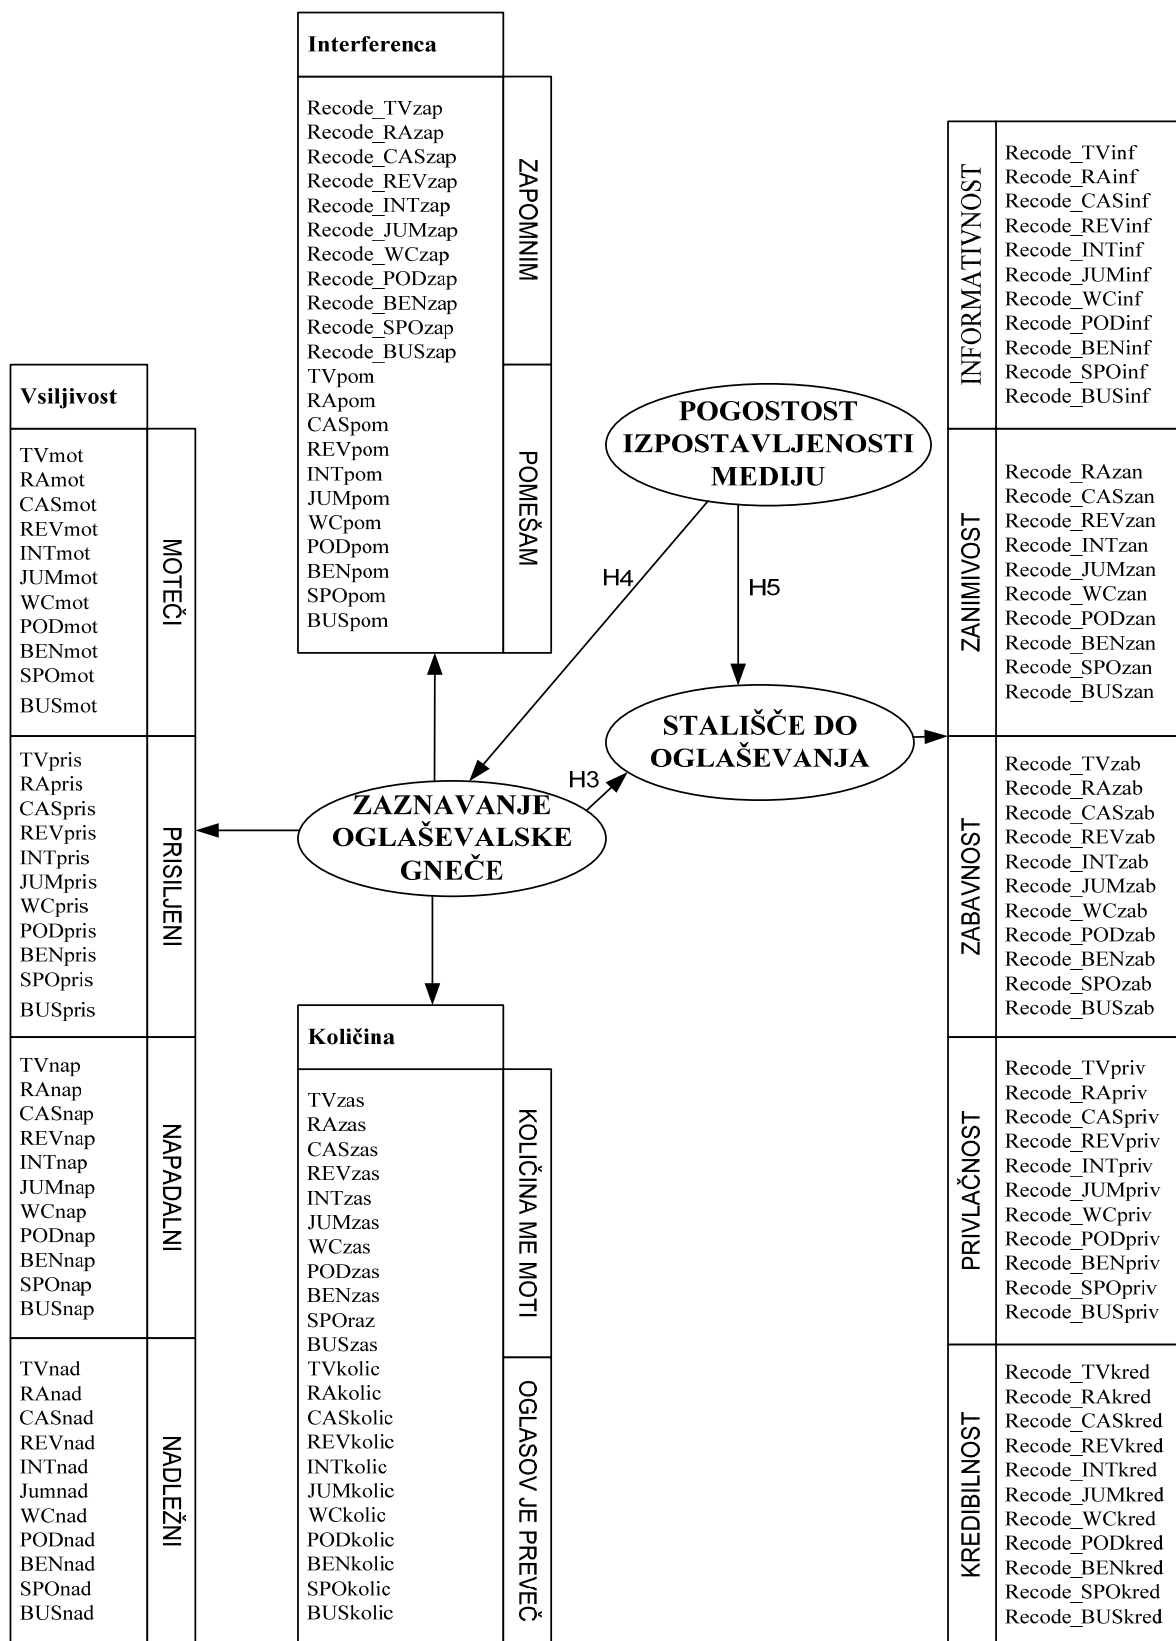 Interferenca
Recode_TVzap
Recode_RAzap
Recode_CASzap
Recode_REVzap
Recode_INTzap
Recode_JUMzap
Recode_WCzap
Recode_PODzap
Recode_BENzap
Recode_SPOzap
Recode_BUSzap
ZAPOMNIM
TVpom
RApom
CASpom
REVpom
INTpom
JUMpom
WCpom
PODpom
BENpom
SPOpom
BUSpom
POMEŠAM
Vsiljivost
TVmot
RAmot
CASmot
REVmot
INTmot
JUMmot
WCmot
PODmot
BENmot
SPOmot
BUSmot
MOTEČI
TVpris
RApris
CASpris
REVpris
INTpris
JUMpris
WCpris
PODpris
BENpris
SPOpris
BUSpris
PRISILJENI
TVnap
RAnap
CASnap
REVnap
INTnap
JUMnap
WCnap
PODnap
BENnap
SPOnap
BUSnap
NAPADALNI
TVnad
RAnad
CASnad
REVnad
INTnad
Jumnad
WCnad
PODnad
BENnad
SPOnad
BUSnad
NADLEŽNI
POGOSTOST
IZPOSTAVLJENOSTI
MEDIJU
H4
H5
STALIŠČE DO
OGLAŠEVANJA
H3
ZAZNAVANJE
OGLAŠEVALSKE
GNEČE
Količina
TVzas
RAzas
CASzas
REVzas
INTzas
JUMzas
WCzas
PODzas
BENzas
SPOraz
BUSzas
KOLIČINA ME MOTI
TVkolic
RAkolic
CASkolic
REVkolic
INTkolic
JUMkolic
WCkolic
PODkolic
BENkolic
SPOkolic
BUSkolic
OGLASOV JE PREVEČ
INFORMATIVNOST
Recode_TVinf
Recode_RAinf
Recode_CASinf
Recode_REVinf
Recode_INTinf
Recode_JUMinf
Recode_WCinf
Recode_PODinf
Recode_BENinf
Recode_SPOinf
Recode_BUSinf
ZANIMIVOST
Recode_RAzan
Recode_CASzan
Recode_REVzan
Recode_INTzan
Recode_JUMzan
Recode_WCzan
Recode_PODzan
Recode_BENzan
Recode_SPOzan
Recode_BUSzan
ZABAVNOST
Recode_TVzab
Recode_RAzab
Recode_CASzab
Recode_REVzab
Recode_INTzab
Recode_JUMzab
Recode_WCzab
Recode_PODzab
Recode_BENzab
Recode_SPOzab
Recode_BUSzab
PRIVLAČNOST
Recode_TVpriv
Recode_RApriv
Recode_CASpriv
Recode_REVpriv
Recode_INTpriv
Recode_JUMpriv
Recode_WCpriv
Recode_PODpriv
Recode_BENpriv
Recode_SPOpriv
Recode_BUSpriv
KREDIBILNOST
Recode_TVkred
Recode_RAkred
Recode_CASkred
Recode_REVkred
Recode_INTkred
Recode_JUMkred
Recode_WCkred
Recode_PODkred
Recode_BENkred
Recode_SPOkred
Recode_BUSkred